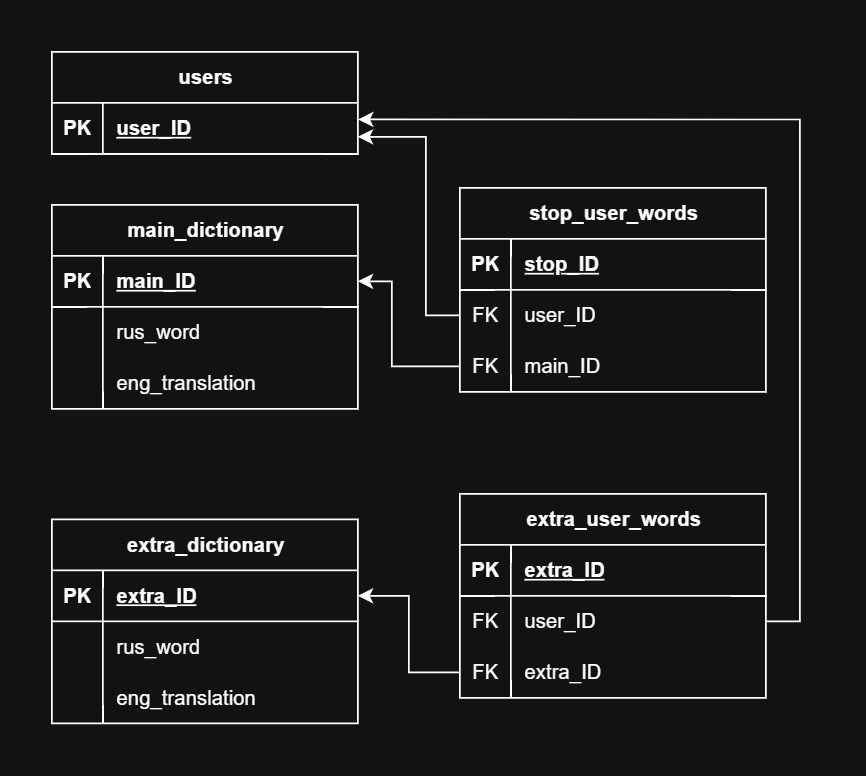 users
PK user_ID
main_dictionary
PK main_ID
rus_word
eng_translation
stop_user_words
PK stop_ID
FK user_ID
FK main_ID
extra_dictionary
PK extra_ID
rus_word
eng_translation
extra_user_words
PK extra_ID
FK user_ID
FK extra_ID